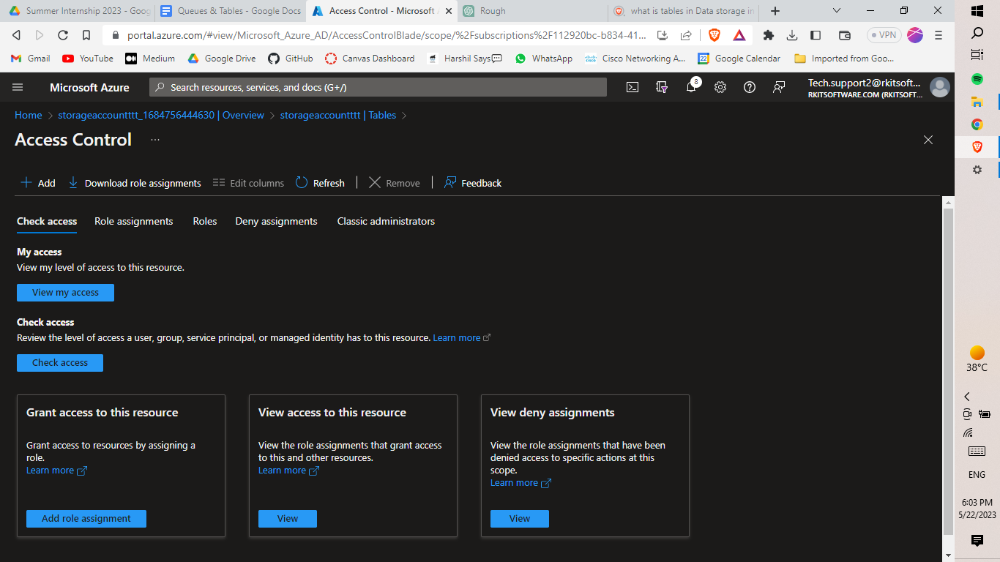 Summer Internship 2023 - Goog
Queues & Tables - Google Docs
Access Control - Microsoft A
Rough
what is tables in Data storage in
portal.azure.com/#view/Microsoft_Azure_AD/AccessControlBlade/scope/%2Fsubscriptions%2F112920bc-b834-41...
VPN
Gmail
YouTube
Medium
Google Drive
GitHub
Canvas Dashboard
Harshil Says💬
WhatsApp
Cisco Networking A...
22
Google Calendar
Imported from Goo...
Microsoft Azure
Search resources, services, and docs (G+/)
8
Tech.support2@rkitsoft...
RKITSOFTWARE.COM (RKITSOFT...
Home > storageaccountttt_1684756444630 | Overview > storageaccountttt | Tables >
Access Control ...
Add
Download role assignments
Edit columns
Refresh
Remove
Feedback
Check access
Role assignments
Roles
Deny assignments
Classic administrators
My access
View my level of access to this resource.
View my access
Check access
Review the level of access a user, group, service principal, or managed identity has to this resource. Learn more
Check access
Grant access to this resource
Grant access to resources by assigning a
role.
Learn more
Add role assignment
View access to this resource
View the role assignments that grant access
to this and other resources.
Learn more
View
View deny assignments
View the role assignments that have been
denied access to specific actions at this
scope.
Learn more
View
38°C
ENG
6:03 PM
5/22/2023